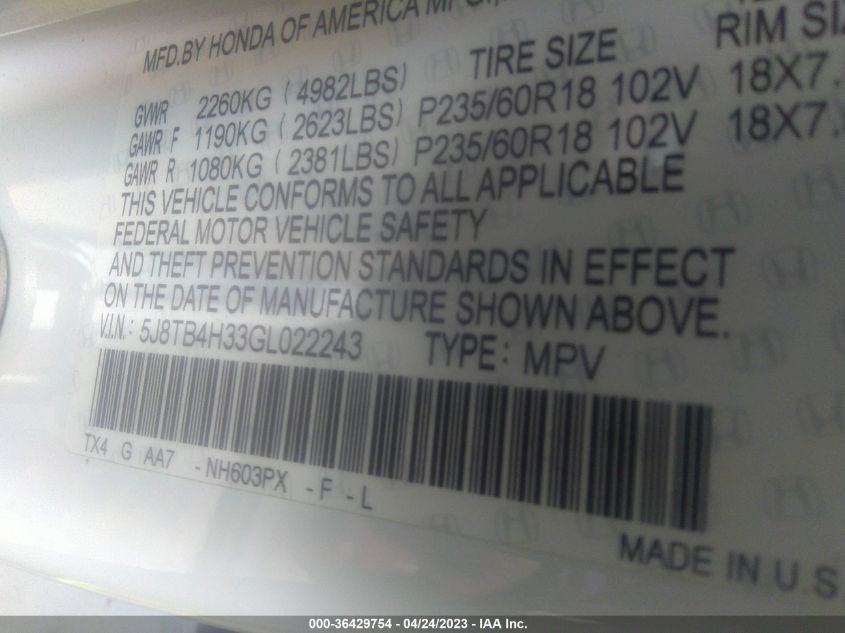 MFD.BY HONDA OF AMERICA MFG.,
TIRE SIZE RIM
GVWR 2260KG (4982LBS)
GAWR F 1190KG (2623LBS) P235/60R18 102V 18X7.
GAWR R 1080KG (2381LBS) P235/60R18 102V 18X7.
THIS VEHICLE CONFORMS TO ALL APPLICABLE
FEDERAL MOTOR VEHICLE SAFETY
AND THEFT PREVENTION STANDARDS IN EFFECT
ON THE DATE OF MANUFACTURE SHOWN ABOVE.
V.I.N.: 5J8TB4H33GL022243 TYPE: MPV
TX4 G AA7 -NH603PX -F -L
MADE IN U.S
000-36429754 - 04/24/2023 - IAA Inc.